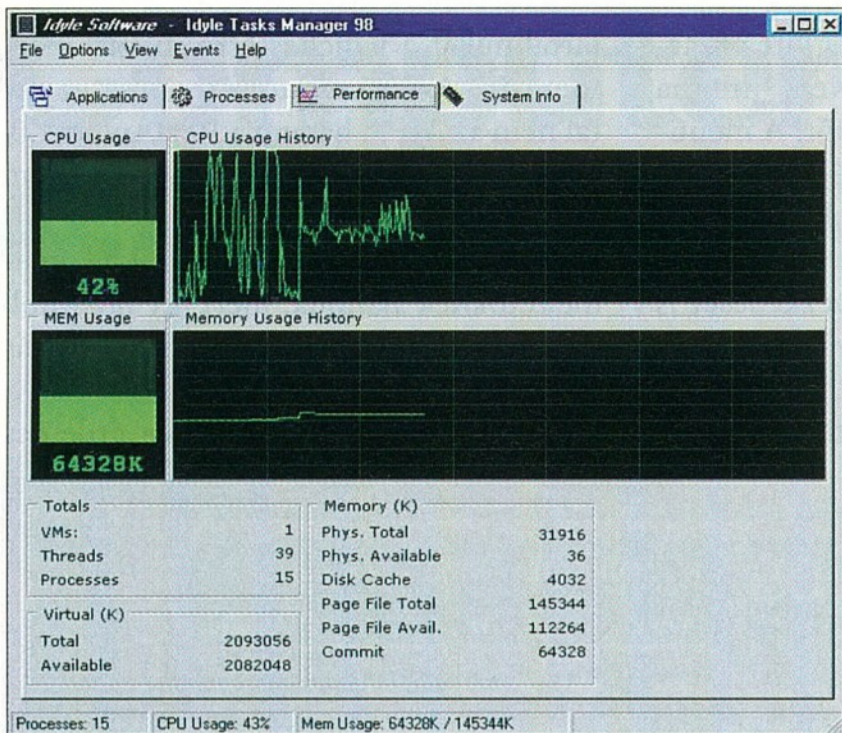 Idyle Software - Idyle Tasks Manager 98
File Options View Events Help
Applications Processes Performance System Info
CPU Usage CPU Usage History
42%
MEM Usage Memory Usage History
64328K
Totals
VMs: 1
Threads 39
Processes 15
Virtual (K)
Total 2093056
Available 2082048
Memory (K)
Phys. Total 31916
Phys. Available 36
Disk Cache 4032
Page File Total 145344
Page File Avail. 112264
Commit 64328
Processes: 15 CPU Usage: 43% Mem Usage: 64328K / 145344K